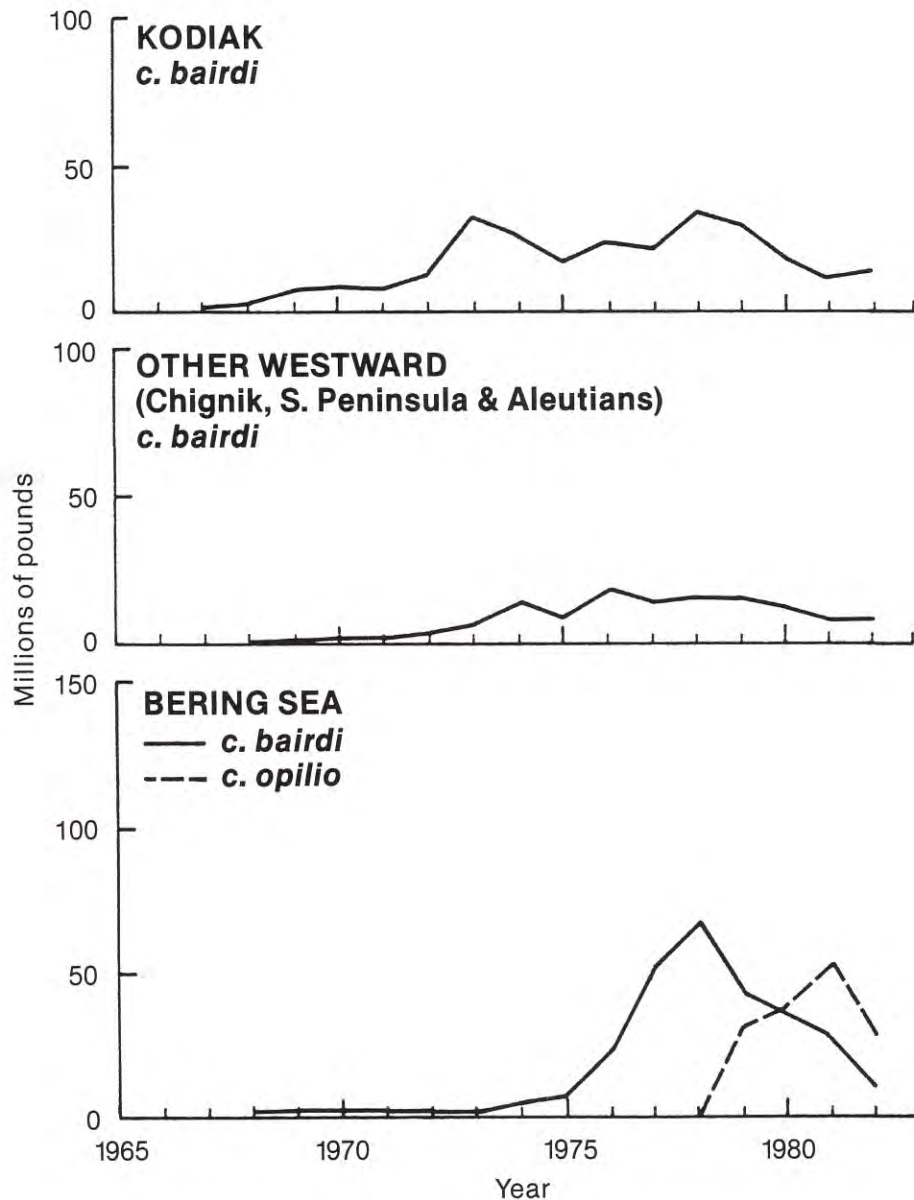 100
KODIAK
c. bairdi
50
0
100
OTHER WESTWARD
(Chignik, S. Peninsula & Aleutians)
c. bairdi
50
0
Millions of pounds
150
BERING SEA
c. bairdi
c. opilio
100
50
0
1965 1970 1975 1980
Year